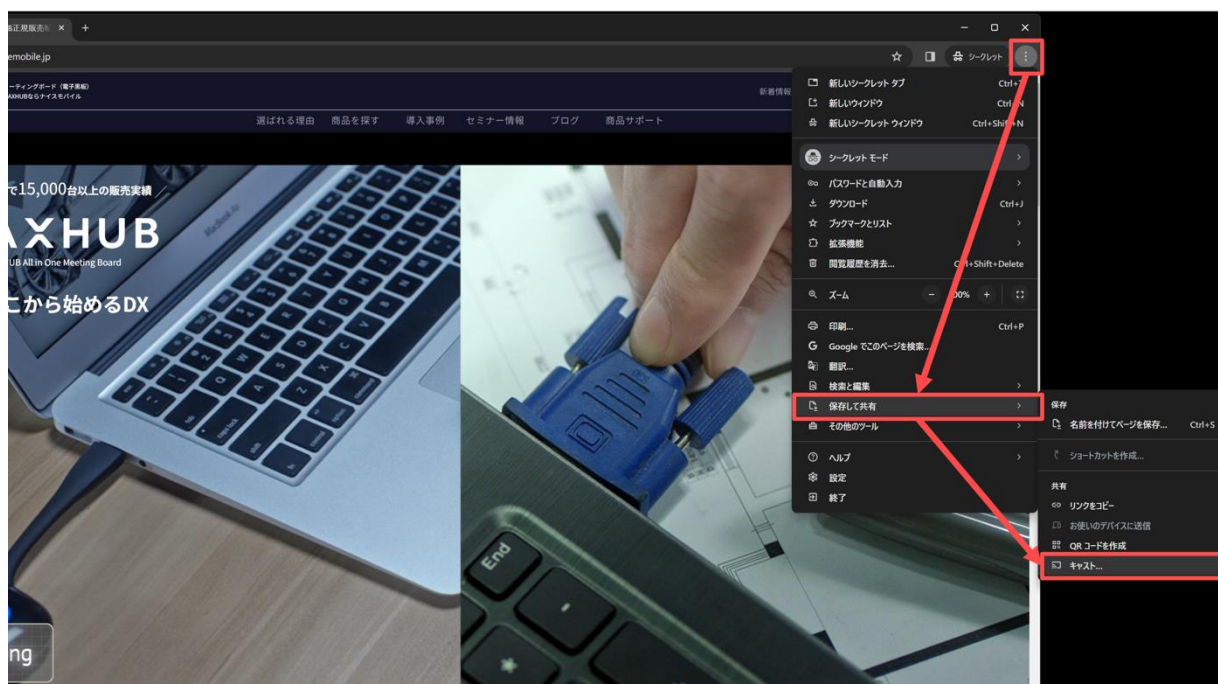 B正規販売
emobile.jp
シークレット
ーティングボード（電子黒板）
AXHUBならナイスモバイル
新着情報
選ばれる理由 商品を探す 導入事例 セミナー情報 ブログ 商品サポート
で15,000台以上の販売実績
AXHUB
UB All in One Meeting Board
こから始めるDX
MacBook Air
End
ng
新しいシークレット タブ Ctrl+T
新しいウィンドウ Ctrl+N
新しいシークレット ウィンドウ Ctrl+Shift+N
シークレット モード
パスワードと自動入力
ダウンロード Ctrl+J
ブックマークとリスト
拡張機能
閲覧履歴を消去... Ctrl+Shift+Delete
ズーム - 100% +
印刷... Ctrl+P
Google でこのページを検索...
翻訳...
検索と編集
保存して共有
その他のツール
ヘルプ
設定
終了
保存
名前を付けてページを保存... Ctrl+S
ショートカットを作成...
共有
リンクをコピー
お使いのデバイスに送信
QR コードを作成
キャスト...